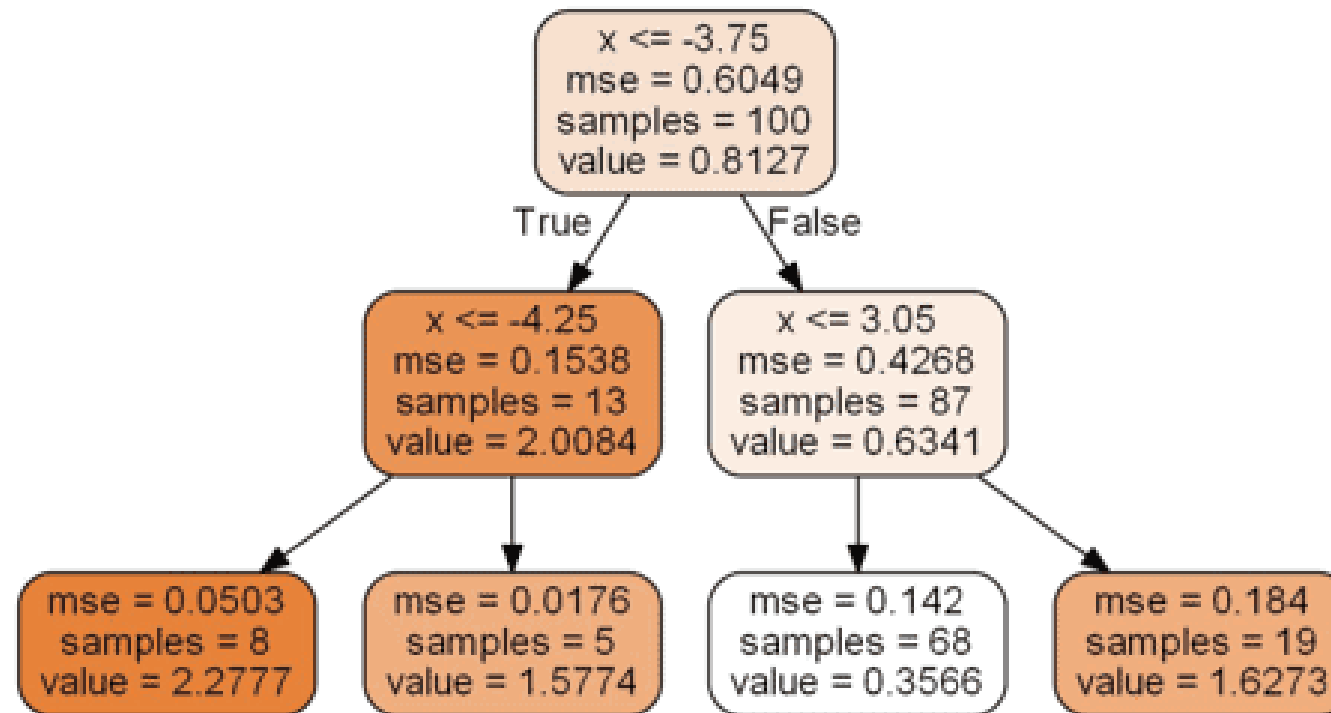 x <= -3.75
mse = 0.6049
samples = 100
value = 0.8127
True
False
x <= -4.25
mse = 0.1538
samples = 13
value = 2.0084
x <= 3.05
mse = 0.4268
samples = 87
value = 0.6341
mse = 0.0503
samples = 8
value = 2.2777
mse = 0.0176
samples = 5
value = 1.5774
mse = 0.142
samples = 68
value = 0.3566
mse = 0.184
samples = 19
value = 1.6273